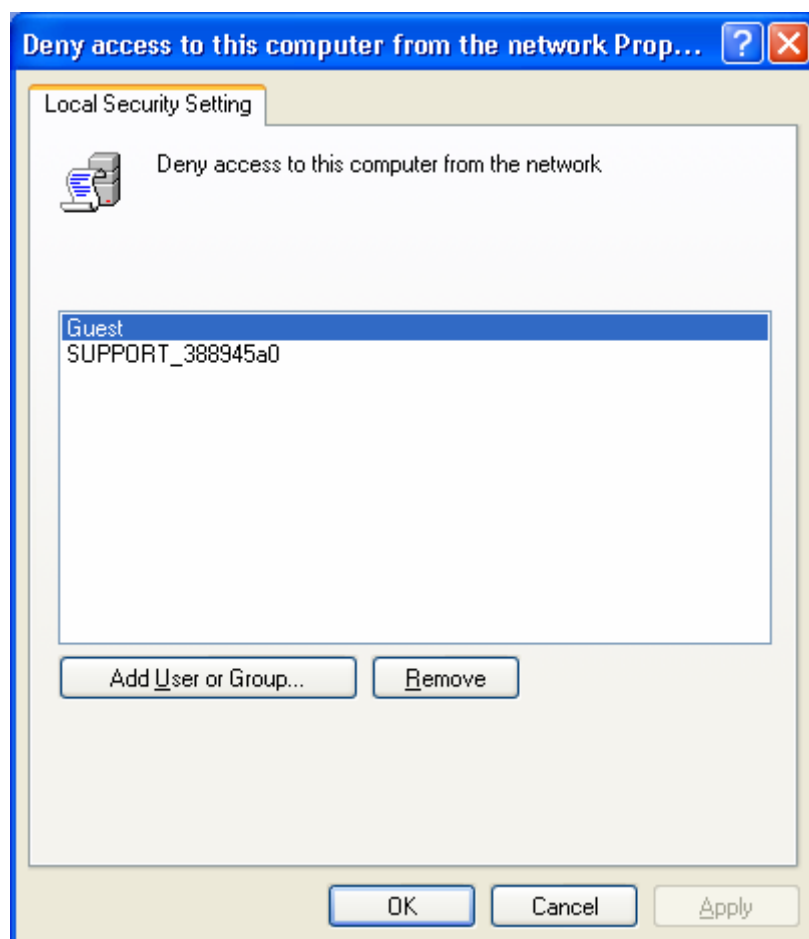 Deny access to this computer from the network Prop...
Local Security Setting
Deny access to this computer from the network
Guest
SUPPORT_388945a0
Add User or Group...
Remove
OK
Cancel
Apply